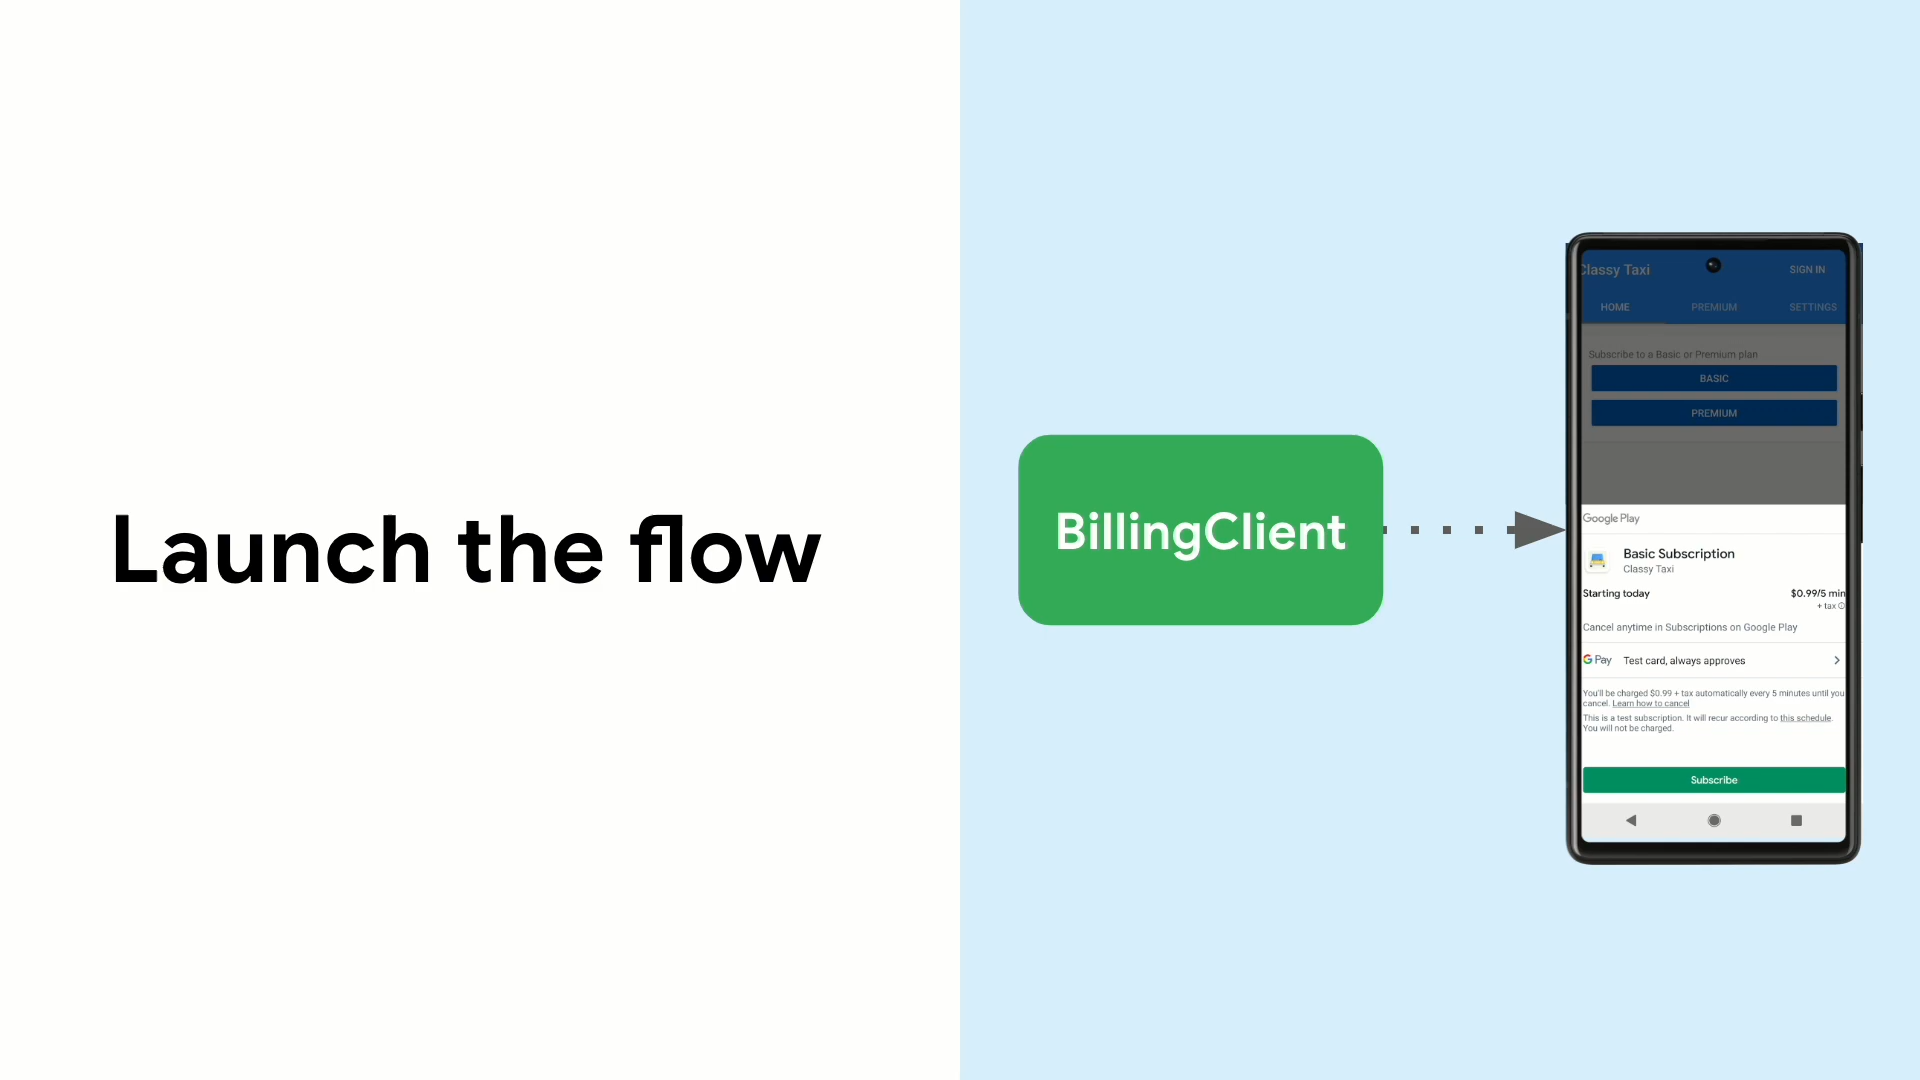 Launch the flow
BillingClient
Classy Taxi
SIGN IN
HOME
PREMIUM
SETTINGS
Subscribe to a Basic or Premium plan
BASIC
PREMIUM
Google Play
Basic Subscription
Classy Taxi
Starting today
$0.99/5 min
+ tax
Cancel anytime in Subscriptions on Google Play
G Pay
Test card, always approves
You'll be charged $0.99 + tax automatically every 5 minutes until you
cancel. Learn how to cancel
This is a test subscription. It will recur according to this schedule.
You will not be charged.
Subscribe